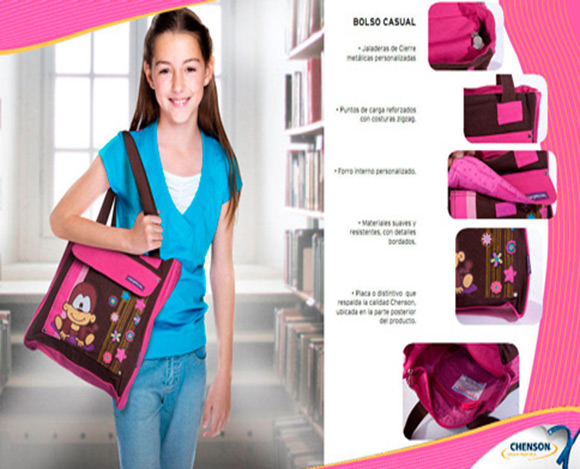 BOLSO CASUAL
• Jaladeras de Cierre
metálicas personalizadas
• Puntos de carga reforzados
con costuras zigzag.
• Forro interno personalizado.
• Materiales suaves y
resistentes, con detalles
bordados.
• Placa o distintivo que
respalda la calidad Chenson,
ubicada en la parte posterior
del producto.
CHENSON